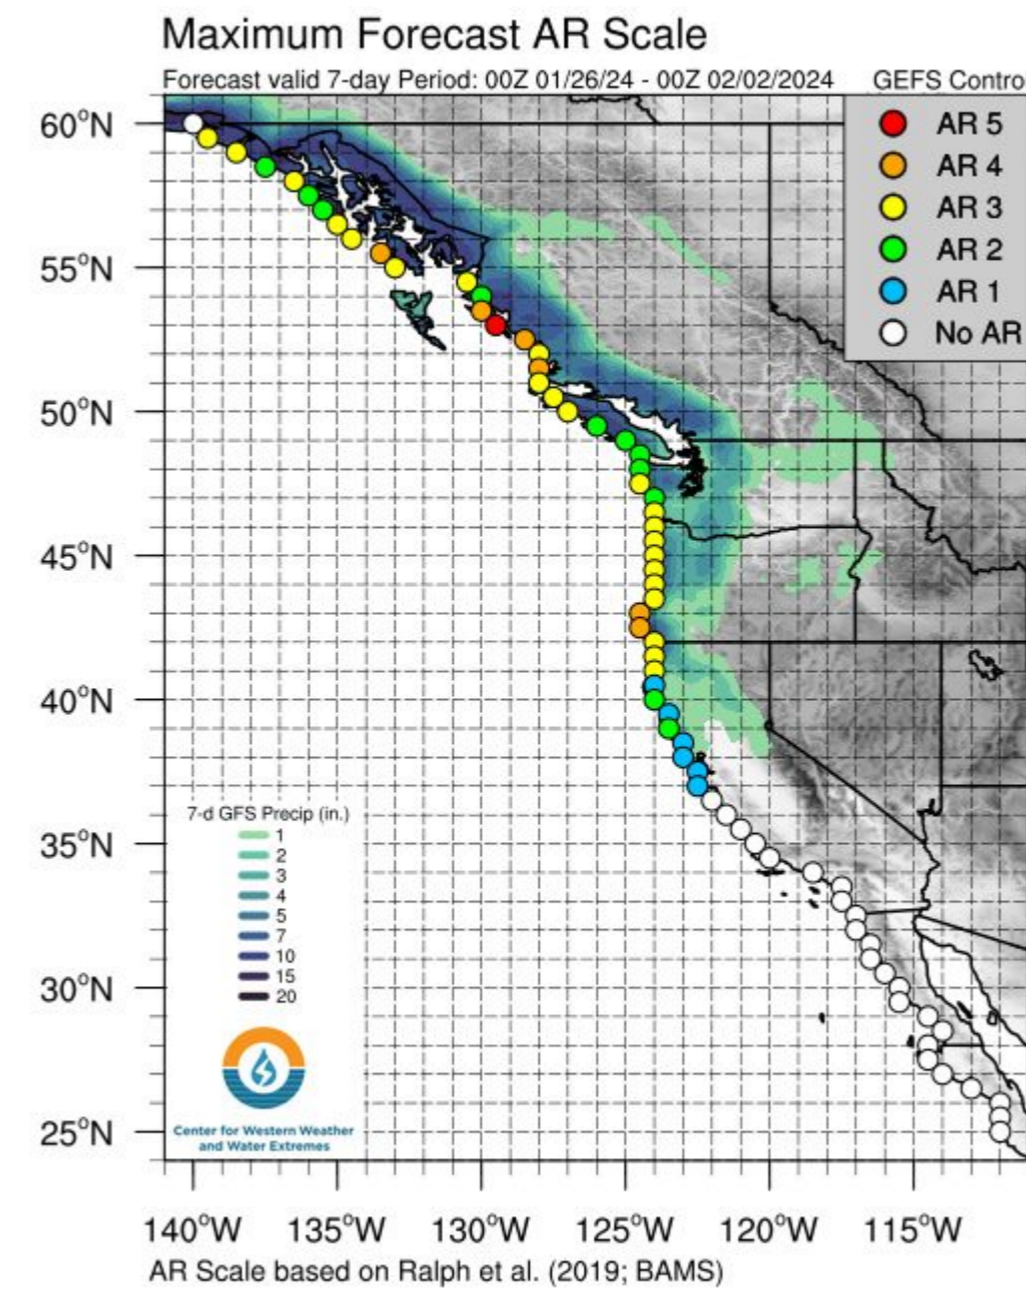 Maximum Forecast AR Scale
Forecast valid 7-day Period: 00Z 01/26/24 - 00Z 02/02/2024 GEFS Contro
AR 5
AR 4
AR 3
AR 2
AR 1
No AR
60°N
55°N
50°N
45°N
40°N
35°N
30°N
25°N
7-d GFS Precip (in.)
1
2
3
4
5
7
10
15
20
Center for Western Weather
and Water Extremes
140°W 135°W 130°W 125°W 120°W 115°W
AR Scale based on Ralph et al. (2019; BAMS)